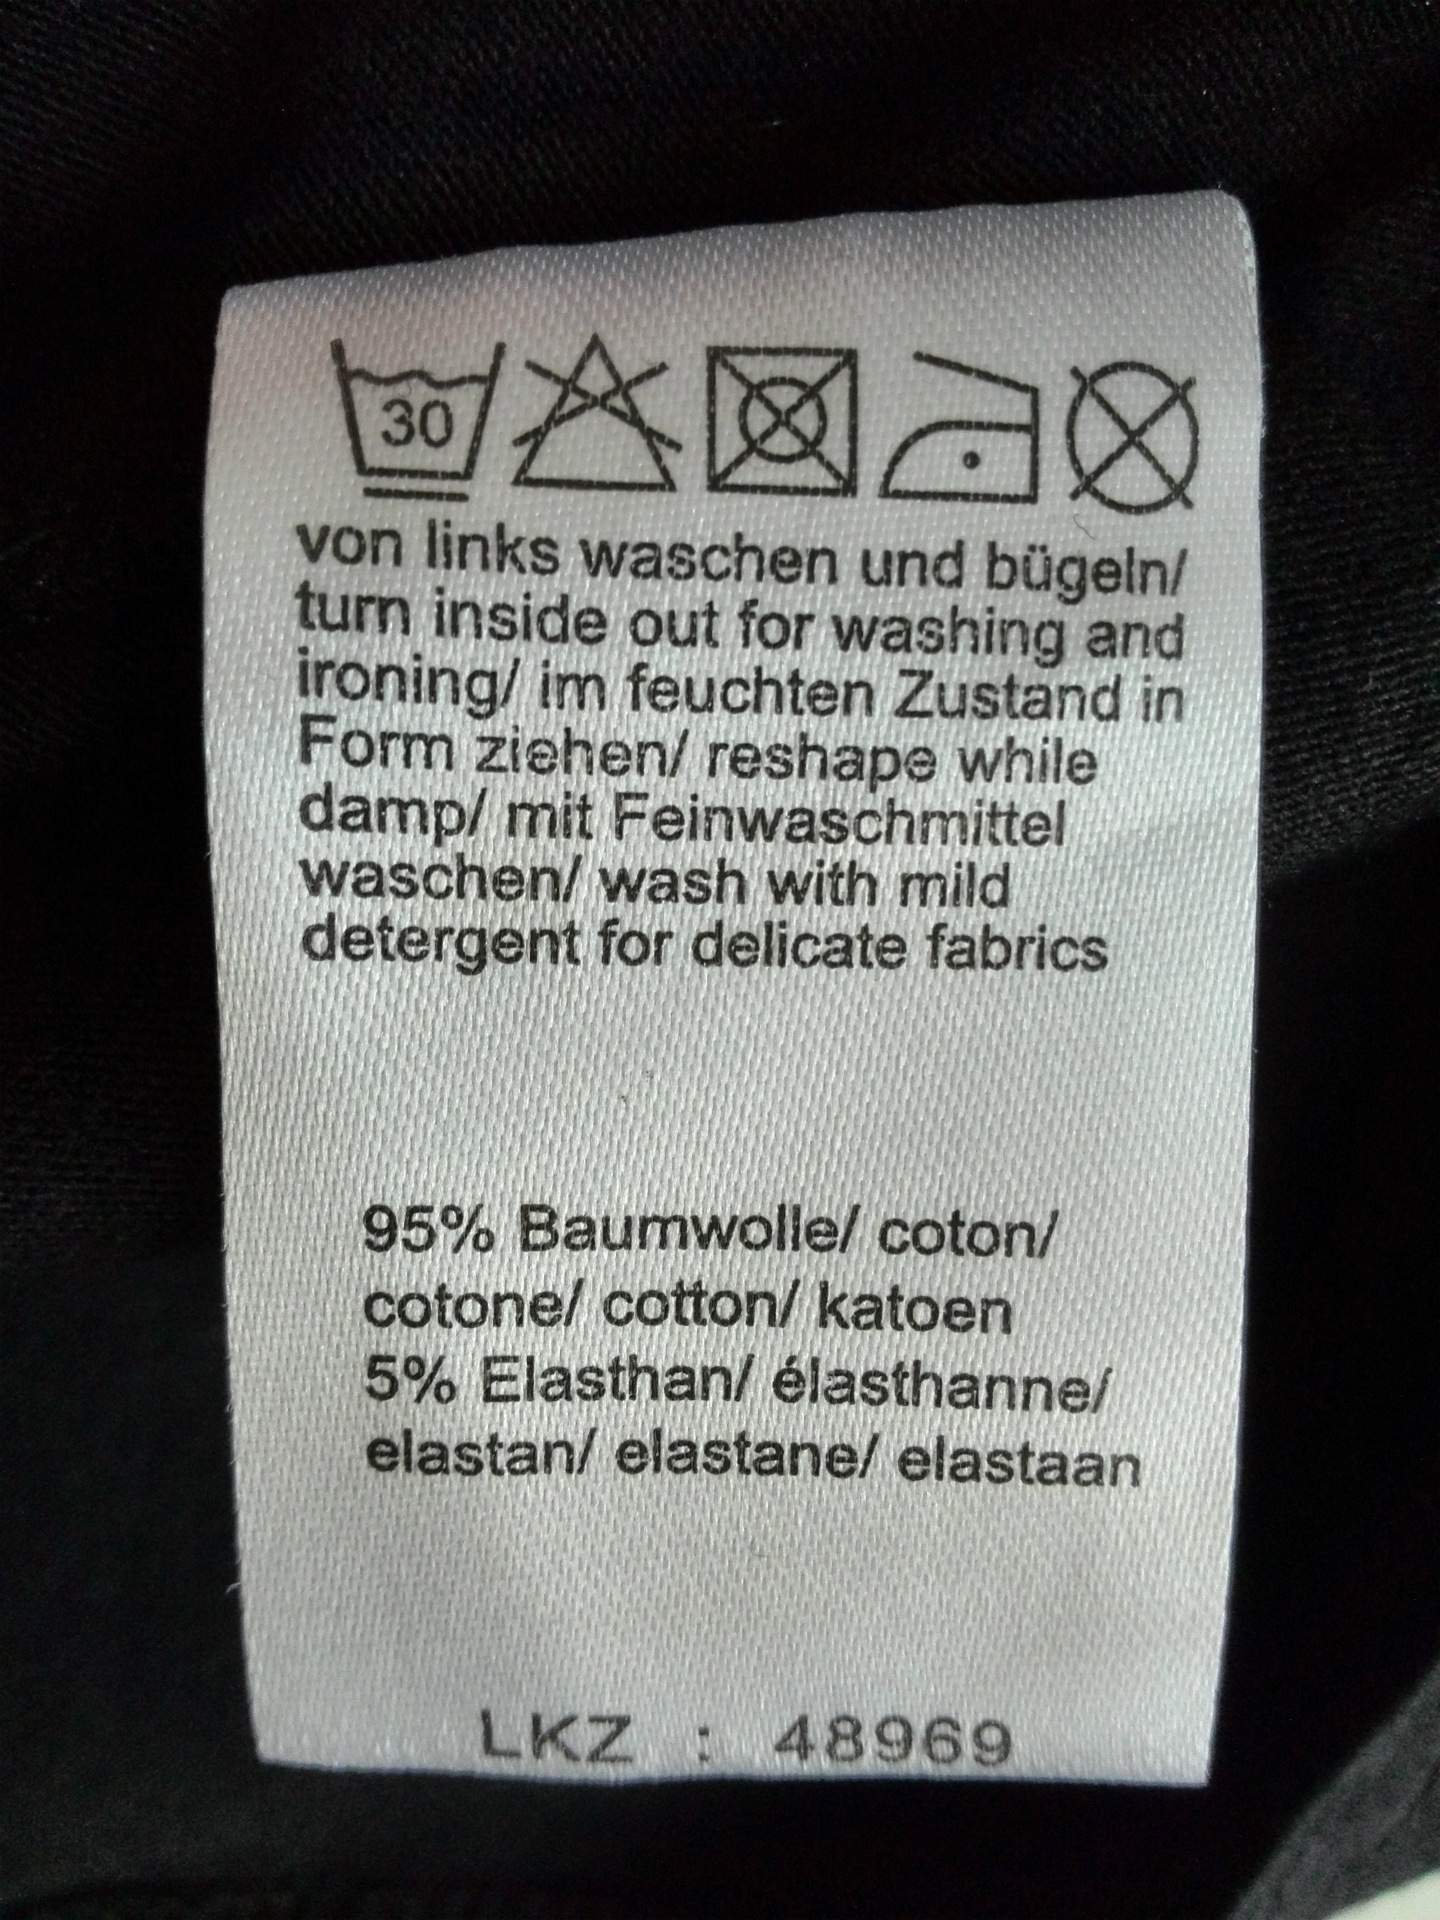 30
von links waschen und bügeln/
turn inside out for washing and
ironing/ im feuchten Zustand in
Form ziehen/ reshape while
damp/ mit Feinwaschmittel
waschen/ wash with mild
detergent for delicate fabrics
95% Baumwolle/ coton/
cotone/ cotton/ katoen
5% Elasthan/ élasthanne/
elastan/ elastane/ elastaan
LKZ : 48969